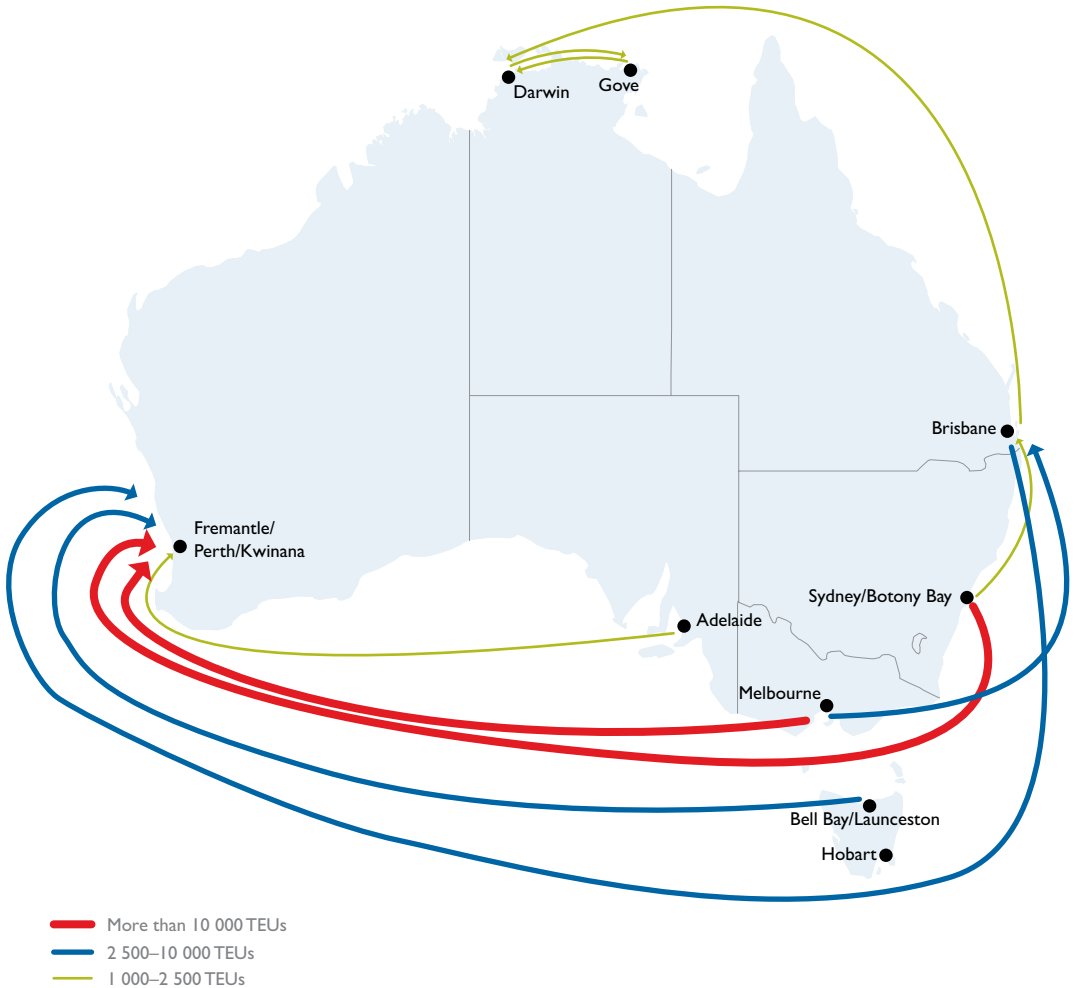 Darwin
Gove
Brisbane
Fremantle/
Perth/Kwinana
Sydney/Botony Bay
Adelaide
Melbourne
Bell Bay/Launceston
Hobart
More than 10 000 TEUs
2 500–10 000 TEUs
1 000–2 500 TEUs